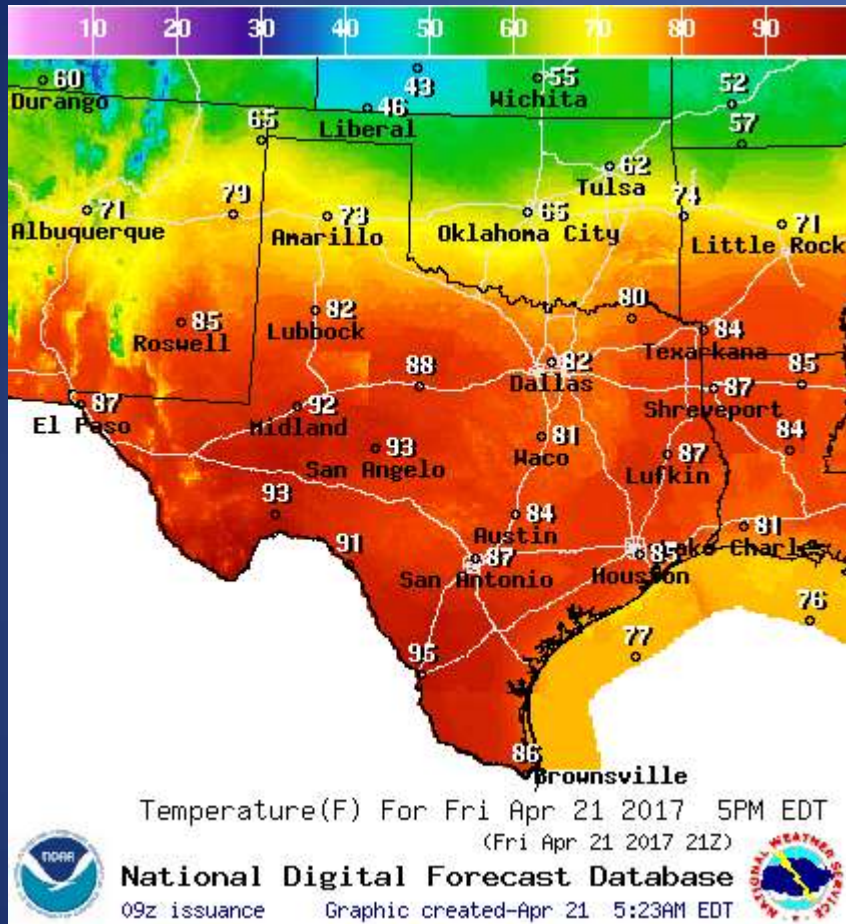 10 20 30 40 50 60 70 80 90
60
Durango
43
55
Wichita
46
Liberal
52
65
57
62
Tulsa
71
Albuquerque
79
73
Amarillo
65
Oklahoma City
74
71
Little Rock
85
Roswell
82
Lubbock
80
84
Texarkana
88
82
Dallas
87
Shreveport
85
87
El Paso
92
Midland
93
San Angelo
81
Waco
87
Lufkin
84
93
84
Austin
81
Lake Charles
91
87
San Antonio
85
Houston
76
77
95
86
Brownsville
Temperature(F) For Fri Apr 21 2017 5PM EDT
(Fri Apr 21 2017 21Z)
National Digital Forecast Database
09z issuance Graphic created-Apr 21 5:23AM EDT
NOAA
NATIONAL WEATHER SERVICE